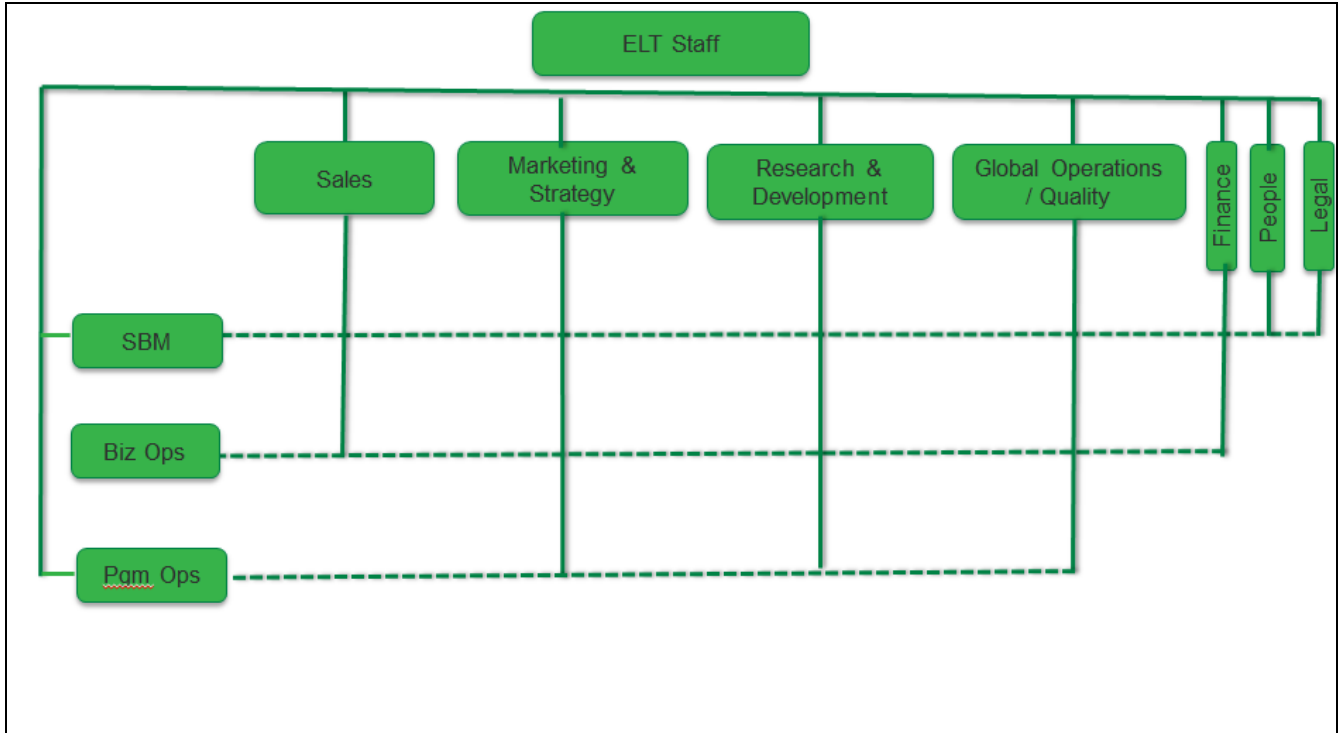 ELT Staff
Sales
Marketing &
Strategy
Research &
Development
Global Operations
/ Quality
Finance
People
Legal
SBM
Biz Ops
Pgm Ops